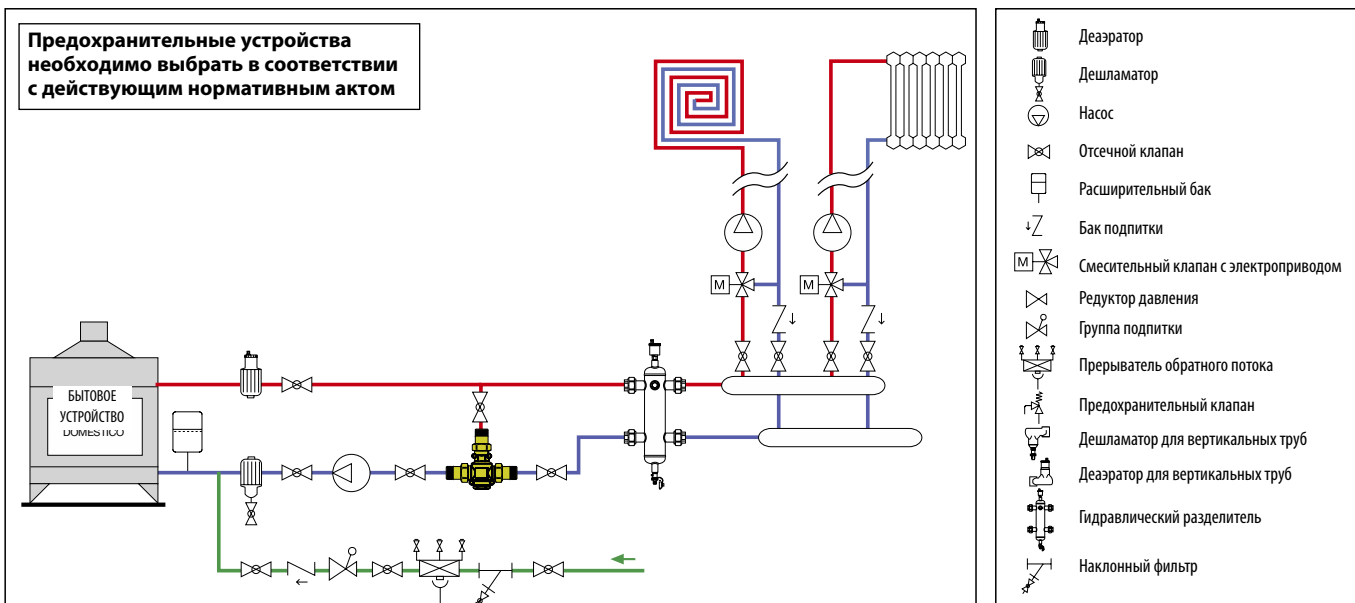 Предохранительные устройства
необходимо выбрать в соответствии
с действующим нормативным актом
M
M
БЫТОВОЕ
УСТРОЙСТВО
DOMESTICO
Деаэратор
Дешламатор
Насос
Отсечной клапан
Расширительный бак
Бак подпитки
M
Смесительный клапан с электроприводом
Редуктор давления
Группа подпитки
Прерыватель обратного потока
Предохранительный клапан
Дешламатор для вертикальных труб
Деаэратор для вертикальных труб
Гидравлический разделитель
Наклонный фильтр